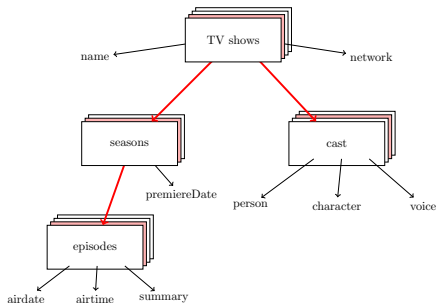 TV shows
name
network
seasons
cast
premiereDate
person
character
voice
episodes
airdate
airtime
summary